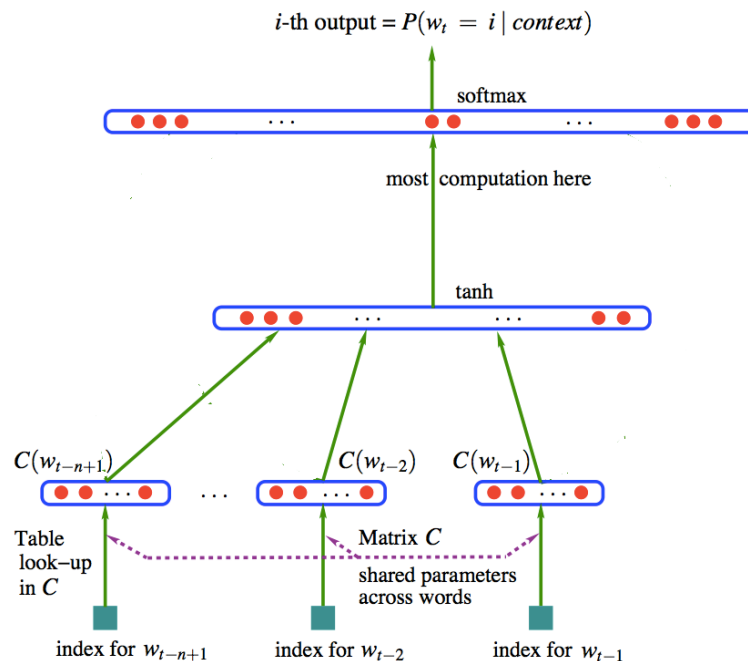 i-th output = P(w_t = i | context)
softmax
... ... 
most computation here
tanh
... ...
C(w_{t−n+1}) C(w_{t−2}) C(w_{t−1})
... ... ... ...
Table
look−up
in C
Matrix C
shared parameters
across words
index for w_{t−n+1} index for w_{t−2} index for w_{t−1}